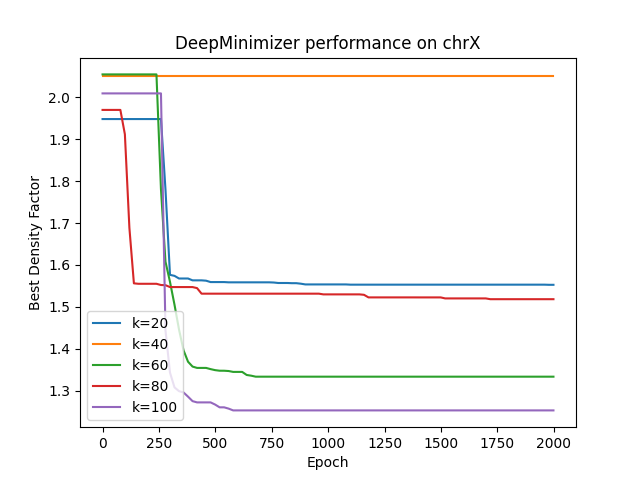 DeepMinimizer performance on chrX
Best Density Factor
2.0
1.9
1.8
1.7
1.6
1.5
1.4
1.3
k=20
k=40
k=60
k=80
k=100
0 250 500 750 1000 1250 1500 1750 2000
Epoch